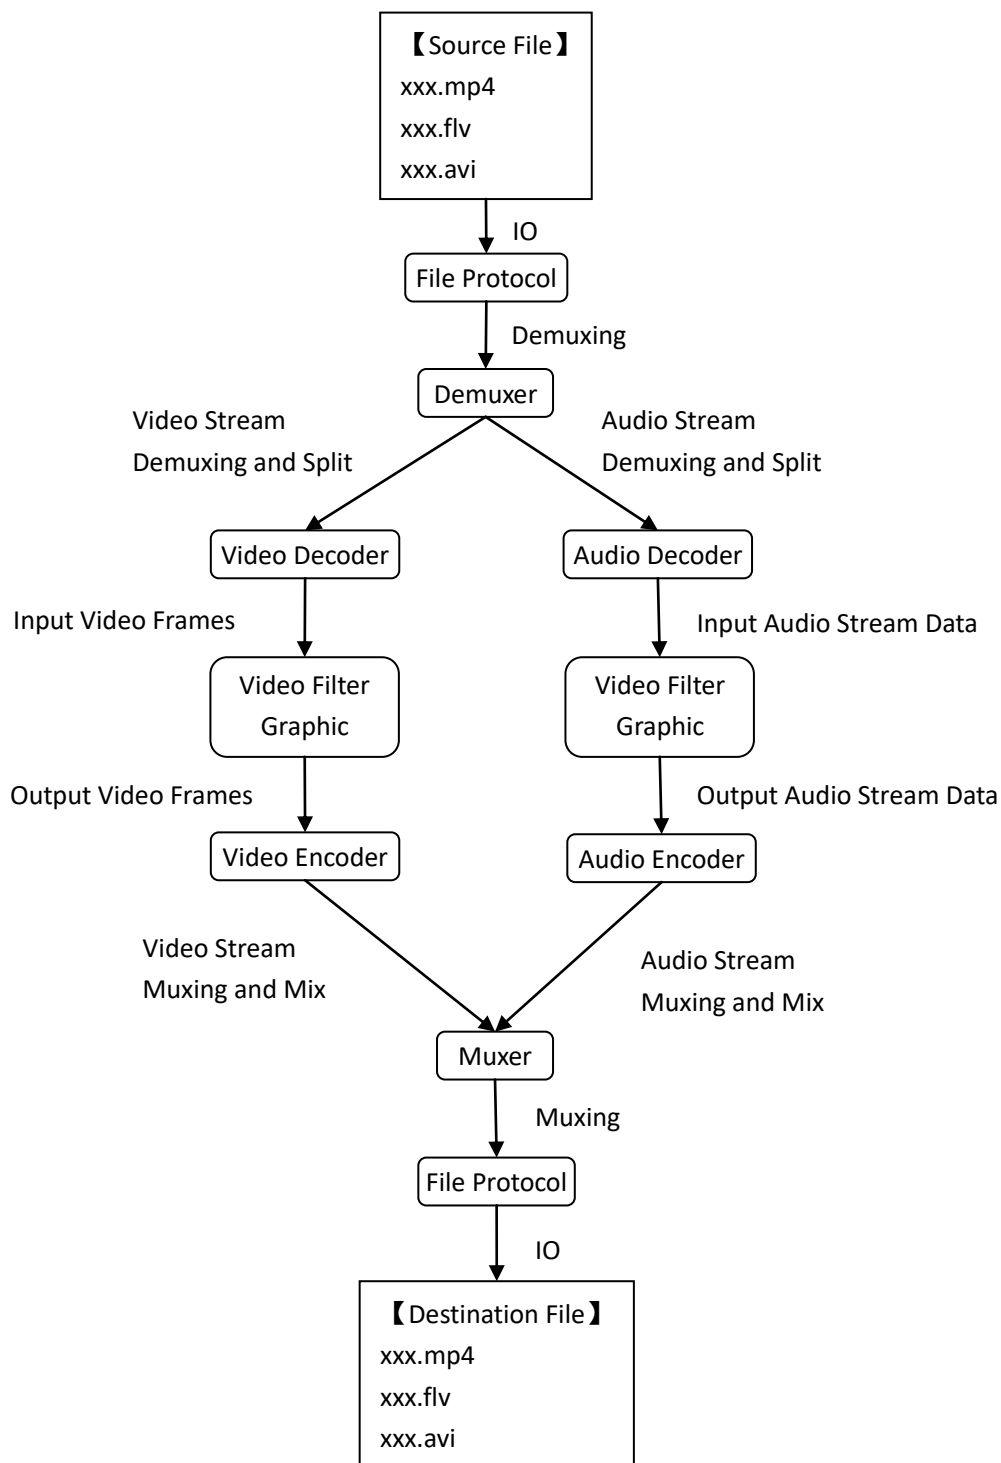 【Source File】
xxx.mp4
xxx.flv
xxx.avi
IO
File Protocol
Demuxing
Demuxer
Video Stream
Demuxing and Split
Audio Stream
Demuxing and Split
Video Decoder
Audio Decoder
Input Video Frames
Input Audio Stream Data
Video Filter
Graphic
Video Filter
Graphic
Output Video Frames
Output Audio Stream Data
Video Encoder
Audio Encoder
Video Stream
Muxing and Mix
Audio Stream
Muxing and Mix
Muxer
Muxing
File Protocol
IO
【Destination File】
xxx.mp4
xxx.flv
xxx.avi